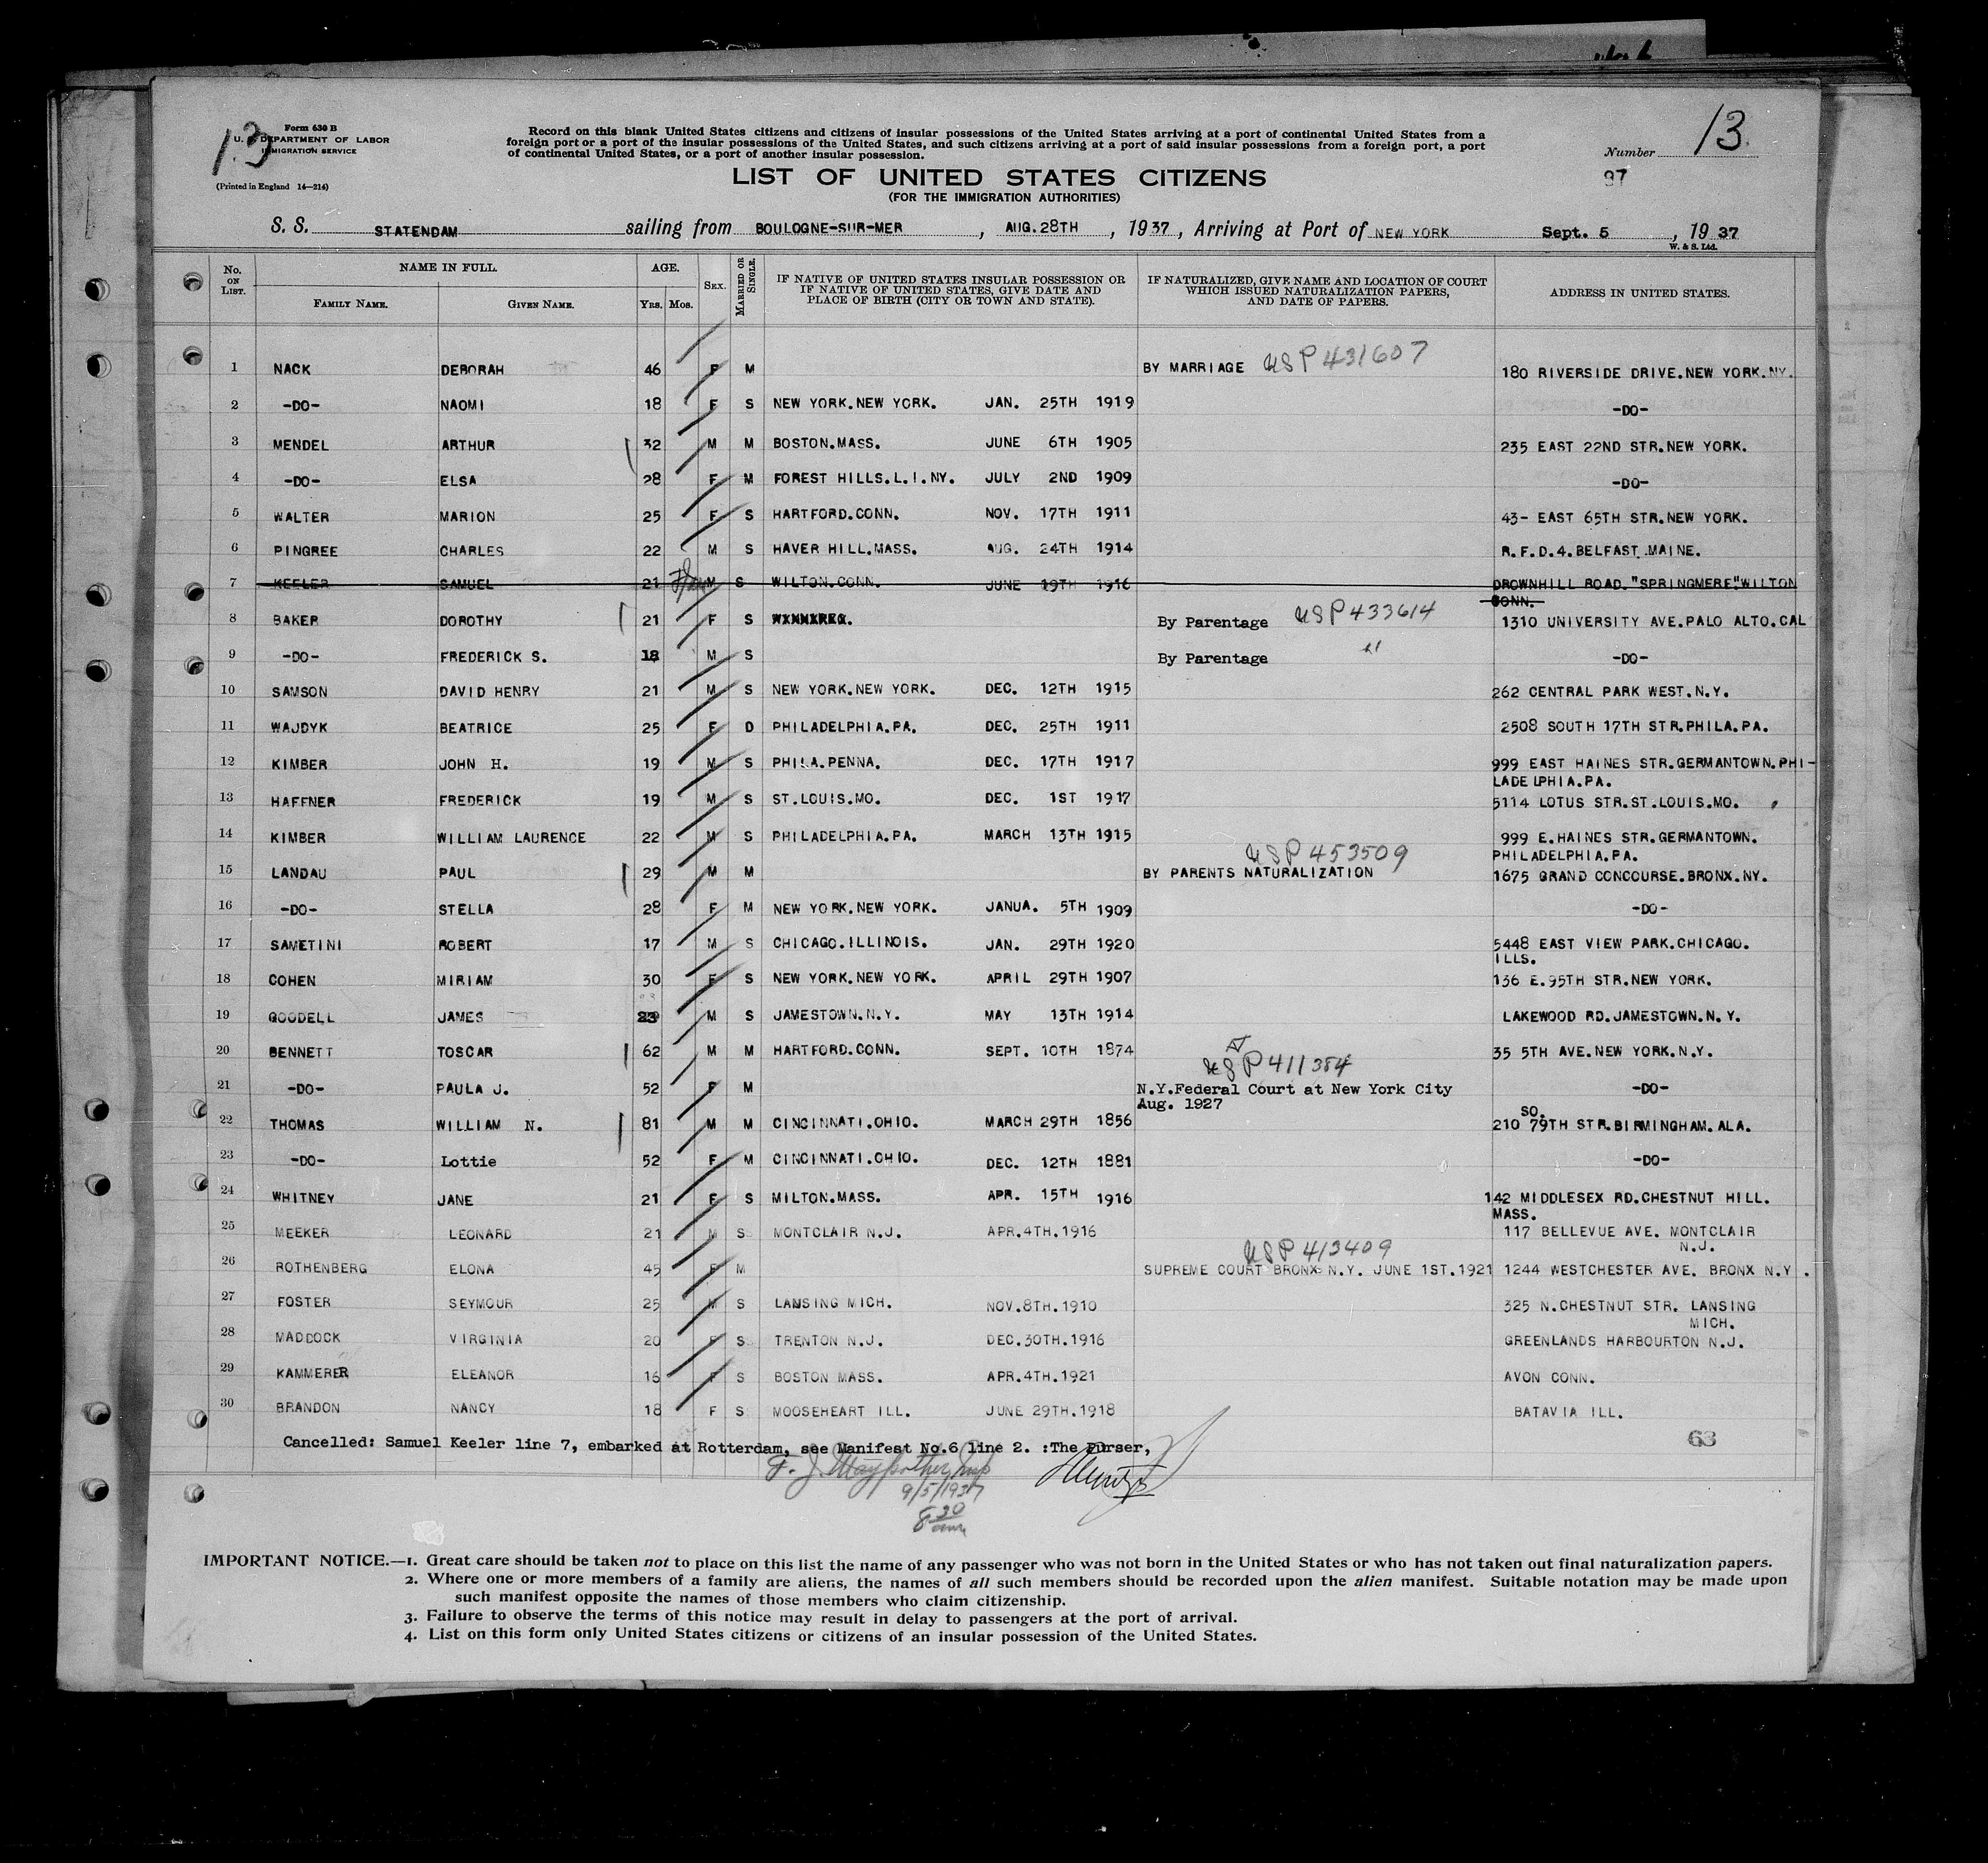 13
Form 630 B
U. S. DEPARTMENT OF LABOR
IMMIGRATION SERVICE
(Printed in England 14—214)
Record on this blank United States citizens and citizens of insular possessions of the United States arriving at a port of continental United States from a
foreign port or a port of the insular possessions of the United States, and such citizens arriving at a port of said insular possessions from a foreign port, a port
of continental United States, or a port of another insular possession.
Number 13
97
LIST OF UNITED STATES CITIZENS
(FOR THE IMMIGRATION AUTHORITIES)
S. S. STATENDAM sailing from BOULOGNE-SUR-MER, AUG.28TH, 1937, Arriving at Port of NEW YORK Sept. 5, 1937
W. & S. Ltd.
No. ON LIST. NAME IN FULL. FAMILY NAME. GIVEN NAME. AGE. Yrs. Mos. SEX. MARRIED OR SINGLE. IF NATIVE OF UNITED STATES INSULAR POSSESSION OR IF NATIVE OF UNITED STATES, GIVE DATE AND PLACE OF BIRTH (CITY OR TOWN AND STATE). IF NATURALIZED, GIVE NAME AND LOCATION OF COURT WHICH ISSUED NATURALIZATION PAPERS, AND DATE OF PAPERS. ADDRESS IN UNITED STATES.
1 NACK DEBORAH 46 F M BY MARRIAGE USP 431607 180 RIVERSIDE DRIVE.NEW YORK.NY.
2 -DO- NAOMI 18 F S NEW YORK.NEW YORK. JAN. 25TH 1919 -DO-
3 MENDEL ARTHUR 32 M M BOSTON.MASS. JUNE 6TH 1905 235 EAST 22ND STR.NEW YORK.
4 -DO- ELSA 28 F M FOREST HILLS.L.I.NY. JULY 2ND 1909 -DO-
5 WALTER MARION 25 F S HARTFORD.CONN. NOV. 17TH 1911 43- EAST 65TH STR.NEW YORK.
6 PINGREE CHARLES 22 M S HAVER HILL.MASS. AUG. 24TH 1914 R.F.D.4.BELFAST.MAINE.
7 KEELER SAMUEL 21 M S WILTON.CONN. JUNE 19TH 1916 DROWNHILL ROAD."SPRINGMERE"WILTON
CONN.
8 BAKER DOROTHY 21 F S By Parentage USP 433614 1310 UNIVERSITY AVE.PALO ALTO.CAL
9 -DO- FREDERICK S. 18 M S By Parentage " -DO-
10 SAMSON DAVID HENRY 21 M S NEW YORK.NEW YORK. DEC. 12TH 1915 262 CENTRAL PARK WEST.N.Y.
11 WAJDYK BEATRICE 25 F D PHILADELPHIA.PA. DEC. 25TH 1911 2508 SOUTH 17TH STR.PHILA.PA.
12 KIMBER JOHN H. 19 M S PHILA.PENNA. DEC. 17TH 1917 999 EAST HAINES STR.GERMANTOWN.PHI-
LADELPHIA.PA.
13 HAFFNER FREDERICK 19 M S ST.LOUIS.MO. DEC. 1ST 1917 5114 LOTUS STR.ST.LOUIS.MO.
14 KIMBER WILLIAM LAURENCE 22 M S PHILADELPHIA.PA. MARCH 13TH 1915 999 E.HAINES STR.GERMANTOWN.
USP 453509 PHILADELPHIA.PA.
15 LANDAU PAUL 29 M M BY PARENTS NATURALIZATION 1675 GRAND CONCOURSE.BRONX.NY.
16 -DO- STELLA 28 F M NEW YORK.NEW YORK. JANUA. 5TH 1909 -DO-
17 SAMETINI ROBERT 17 M S CHICAGO.ILLINOIS. JAN. 29TH 1920 5448 EAST VIEW PARK.CHICAGO.
ILLS.
18 COHEN MIRIAM 30 F S NEW YORK.NEW YORK. APRIL 29TH 1907 136 E.95TH STR.NEW YORK.
19 GOODELL JAMES 23 M S JAMESTOWN.N.Y. MAY 13TH 1914 LAKEWOOD RD.JAMESTOWN.N.Y.
20 BENNETT TOSCAR 62 M M HARTFORD.CONN. SEPT. 10TH 1874 35 5TH AVE.NEW YORK.N.Y.
USP 411384
21 -DO- PAULA J. 52 F M N.Y.Federal Court at New York City -DO-
Aug. 1927
SO.
22 THOMAS WILLIAM N. 81 M M CINCINNATI.OHIO. MARCH 29TH 1856 210 79TH STR.BIRMINGHAM.ALA.
23 -DO- Lottie 52 F M CINCINNATI.OHIO. DEC. 12TH 1881 -DO-
24 WHITNEY JANE 21 F S MILTON.MASS. APR. 15TH 1916 142 MIDDLESEX RD.CHESTNUT HILL.
MASS.
25 MEEKER LEONARD 21 M S MONTCLAIR N.J. APR.4TH.1916 117 BELLEVUE AVE. MONTCLAIR
USP 413409 N.J.
26 ROTHENBERG ELONA 45 F M SUPREME COURT BRONX N.Y. JUNE 1ST.1921 1244 WESTCHESTER AVE. BRONX N.Y.
27 FOSTER SEYMOUR 25 M S LANSING MICH. NOV.8TH.1910 325 N.CHESTNUT STR. LANSING
MICH.
28 MADDOCK VIRGINIA 20 F S TRENTON N.J. DEC.30TH.1916 GREENLANDS HARBOURTON N.J.
29 KAMMERER ELEANOR 16 F S BOSTON MASS. APR.4TH.1921 AVON CONN.
30 BRANDON NANCY 18 F S MOOSEHEART ILL. JUNE 29TH.1918 BATAVIA ILL.
Cancelled: Samuel Keeler line 7, embarked at Rotterdam, see Manifest No.6 line 2. :The Purser,
63
9/5/1937
8 30
IMPORTANT NOTICE.—1. Great care should be taken not to place on this list the name of any passenger who was not born in the United States or who has not taken out final naturalization papers.
2. Where one or more members of a family are aliens, the names of all such members should be recorded upon the alien manifest. Suitable notation may be made upon
such manifest opposite the names of those members who claim citizenship.
3. Failure to observe the terms of this notice may result in delay to passengers at the port of arrival.
4. List on this form only United States citizens or citizens of an insular possession of the United States.